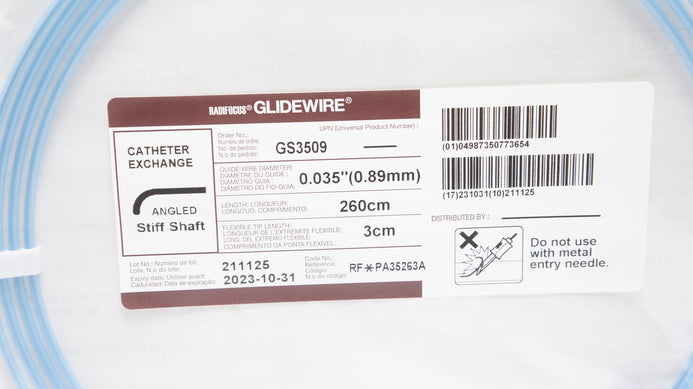 RADIFOCUS® GLIDEWIRE®
UPN (Universal Product Number) :
CATHETER
EXCHANGE
ANGLED
Stiff Shaft
Order No.:
Numéro de ordre:
No. de pedido:
N.o do pedido:
GS3509
GUIDE WIRE DIAMETER:
DIAMÈTRE DU GUIDE :
DIAMETRO GUIA :
DIÂMETRO DO FIO-GUIA:
0.035"(0.89mm)
LENGTH: LONGUEUR:
LONGITUD: COMPRIMENTO:
260cm
FLEXIBLE TIP LENGTH:
LONGUEUR DE L'EXTREMITE FLEXIBLE:
LONG. DEL EXTREMO FLEXIBLE:
COMPRIMENTO DA PONTA FLEXÍVEL:
3cm
Lot No.: Numéro de lot:
Lote: N.o do lote:
211125
Expiry date: Utiliser avant:
Caducidad: Data de expiração:
2023-10-31
Code No.:
Référence:
Código:
Código:
RF*PA35263A
(01)04987350773654
(17)231031(10)211125
DISTRIBUTED BY :
Do not use
with metal
entry needle.